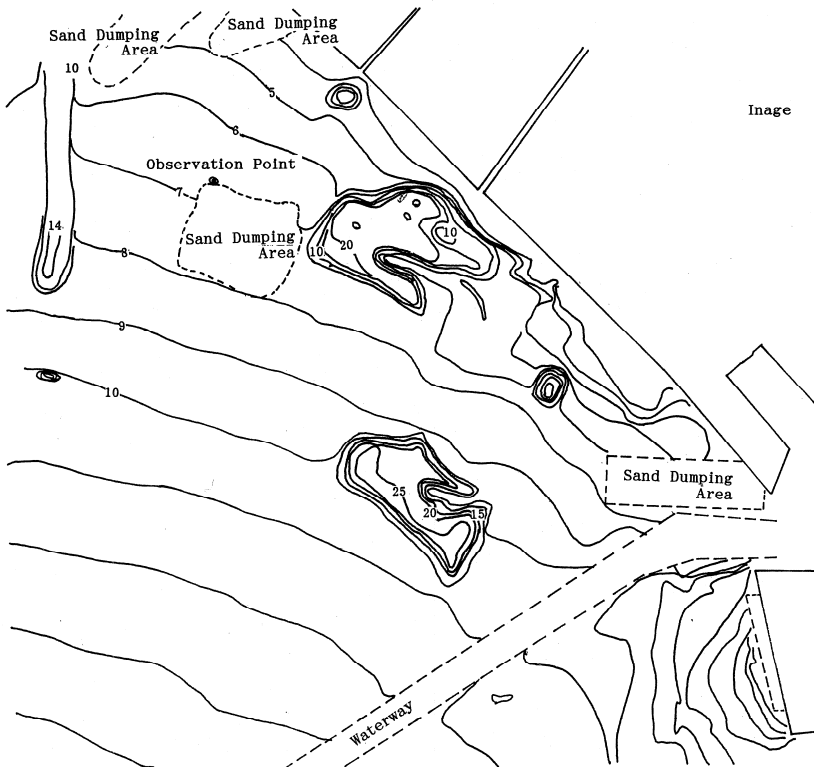 Sand Dumping
Area
Sand Dumping
Area
10
5
6
Inage
Observation Point
7
14
10
Sand Dumping
Area
10
20
8
9
10
Sand Dumping
Area
25
20
15
Waterway